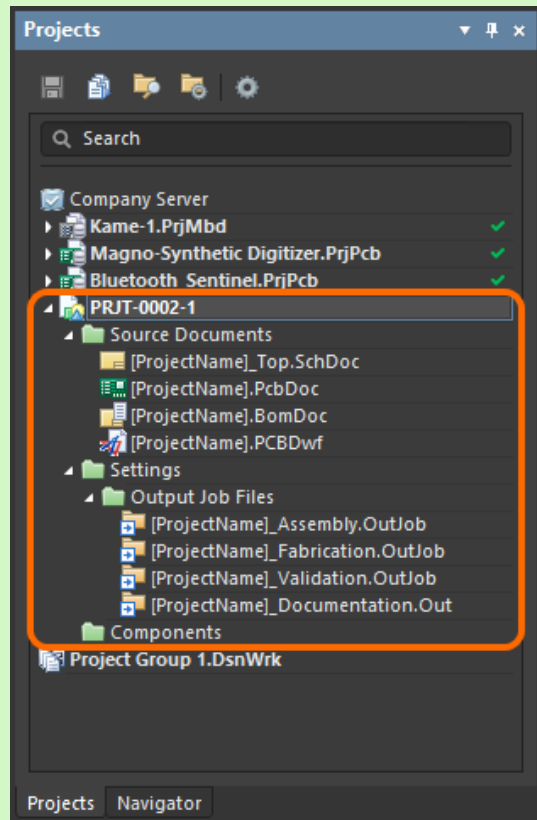 Projects
Search
Company Server
Kame-1.PrjMbd
Magno-Synthetic Digitizer.PrjPcb
Bluetooth Sentinel.PrjPcb
PRJT-0002-1
Source Documents
[ProjectName]_Top.SchDoc
[ProjectName].PcbDoc
[ProjectName].BomDoc
[ProjectName].PCBDwf
Settings
Output Job Files
[ProjectName]_Assembly.OutJob
[ProjectName]_Fabrication.OutJob
[ProjectName]_Validation.OutJob
[ProjectName]_Documentation.Out
Components
Project Group 1.DsnWrk
Projects Navigator